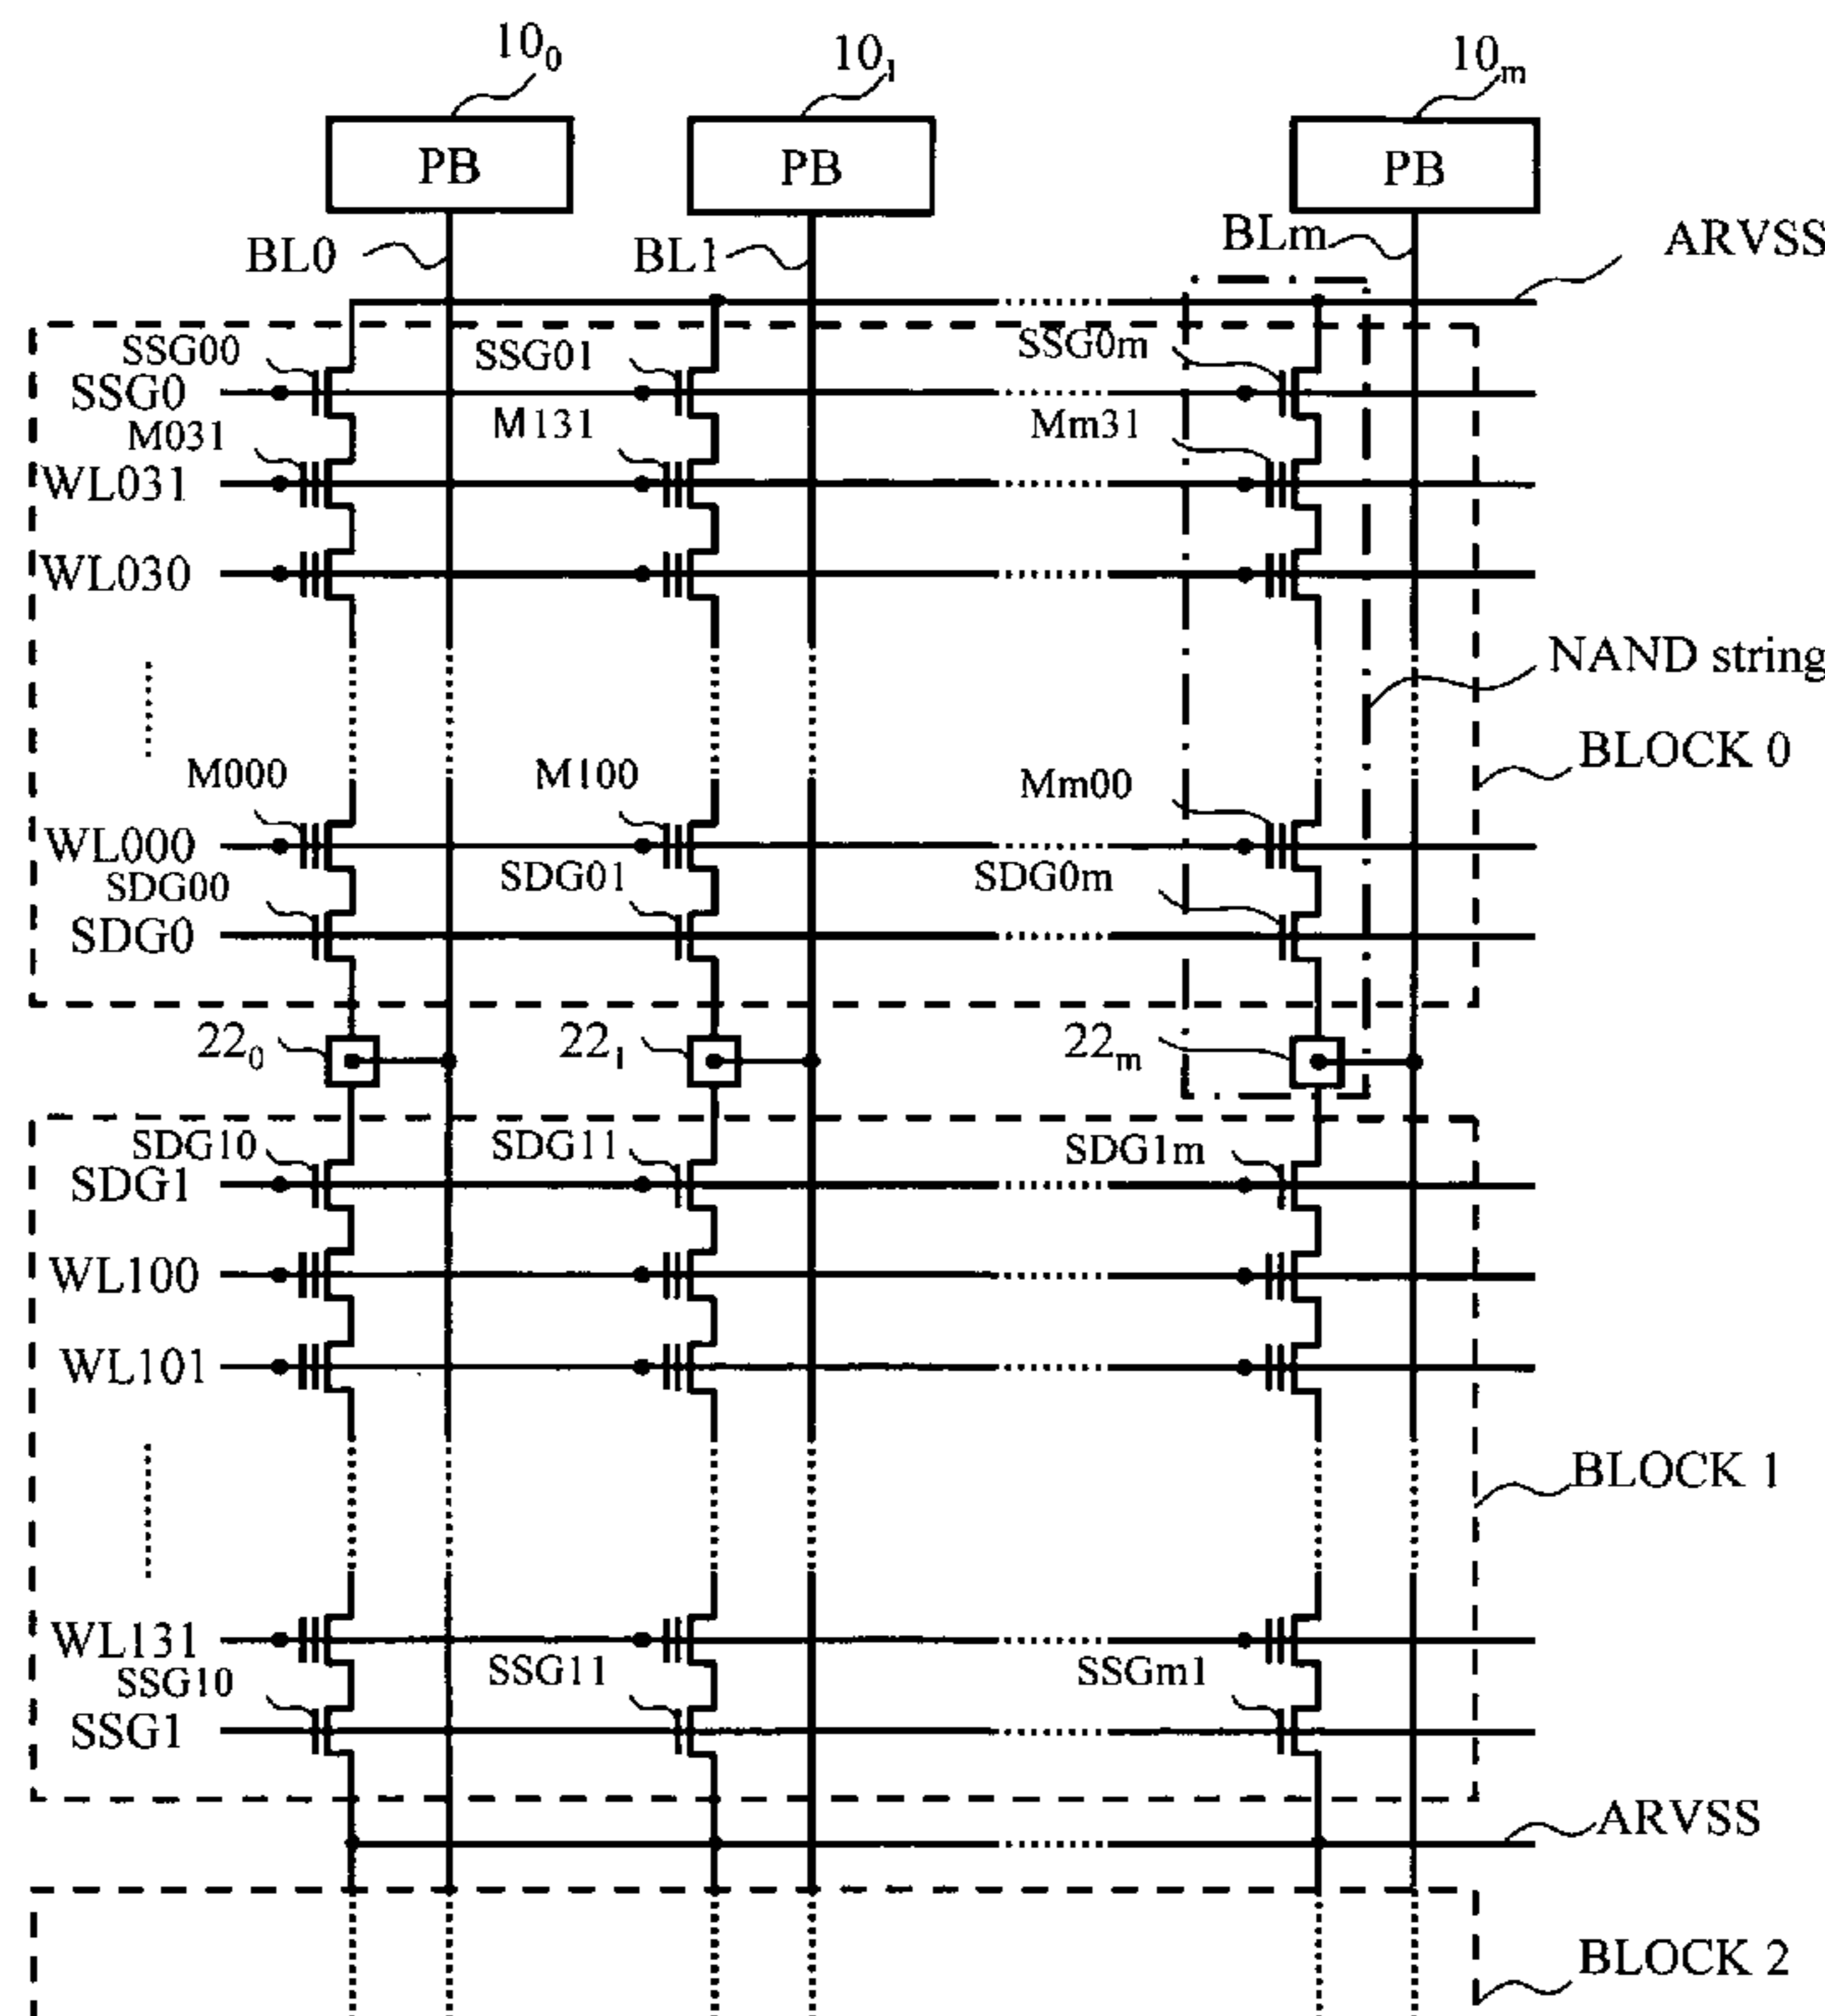 10₀ 10₁ 10ₘ
PB PB PB
BL0 BL1 BLm ARVSS
SSG00 SSG01 SSG0m
SSG0
M031 M131 Mm31
WL031
WL030
NAND string
BLOCK 0
M000 M100 Mm00
WL000
SDG00 SDG01 SDG0m
SDG0
22₀ 22₁ 22ₘ
SDG10 SDG11 SDG1m
SDG1
WL100
WL101
BLOCK 1
WL131
SSG10 SSG11 SSGm1
SSG1
ARVSS
BLOCK 2